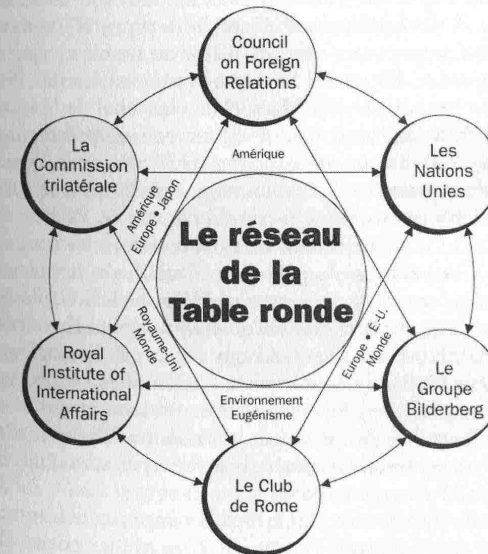 Council
on Foreign
Relations
La
Commission
trilatérale
Amérique
Les
Nations
Unies
Amérique
Europe • Japon
Le réseau
de la
Table ronde
Royaume-Uni
Monde
Europe • É.-U.
Monde
Royal
Institute of
International
Affairs
Environnement
Eugénisme
Le
Groupe
Bilderberg
Le Club
de Rome